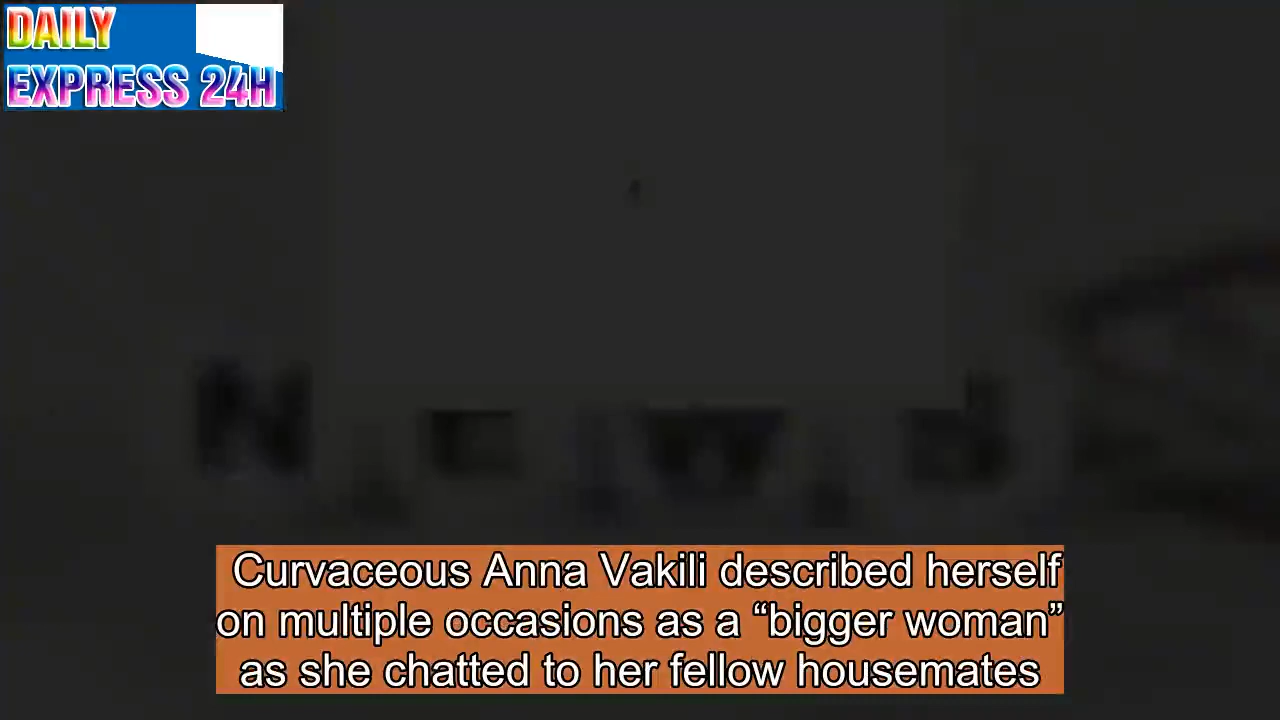 DAILY
EXPRESS 24H
NEWS
Curvaceous Anna Vakili described herself
on multiple occasions as a “bigger woman”
as she chatted to her fellow housemates